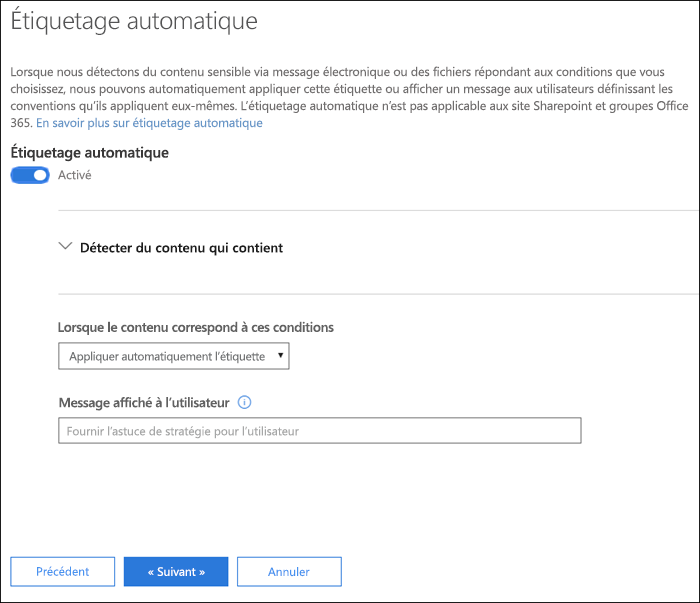 Étiquetage automatique
Lorsque nous détectons du contenu sensible via message électronique ou des fichiers répondant aux conditions que vous
choisissez, nous pouvons automatiquement appliquer cette étiquette ou afficher un message aux utilisateurs définissant les
conventions qu’ils appliquent eux-mêmes. L’étiquetage automatique n’est pas applicable aux site Sharepoint et groupes Office
365. En savoir plus sur étiquetage automatique
Étiquetage automatique
Activé
Détecter du contenu qui contient
Lorsque le contenu correspond à ces conditions
Appliquer automatiquement l’étiquette
Message affiché à l’utilisateur
Fournir l’astuce de stratégie pour l’utilisateur
Précédent
« Suivant »
Annuler